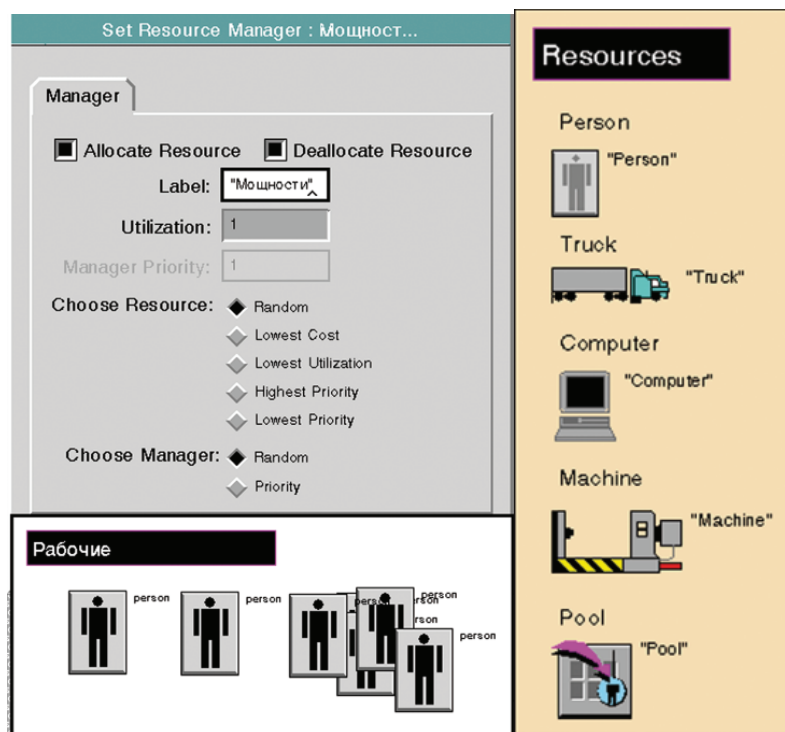 Set Resource Manager : Мощност...
Manager
Allocate Resource Deallocate Resource
Label: "Мощности"
Utilization: 1
Manager Priority: 1
Choose Resource: Random
Lowest Cost
Lowest Utilization
Highest Priority
Lowest Priority
Choose Manager: Random
Priority
Рабочие
person
person
person
person
Resources
Person
"Person"
Truck
"Truck"
Computer
"Computer"
Machine
"Machine"
Pool
"Pool"